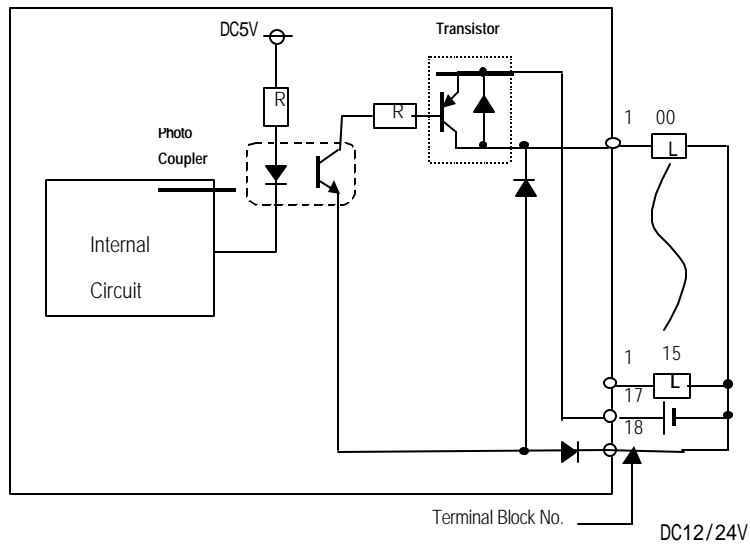 DC5V
Transistor
R
R
1 00
L
Photo
Coupler
Internal
Circuit
1 15
L
17
18
Terminal Block No.
DC12/24V